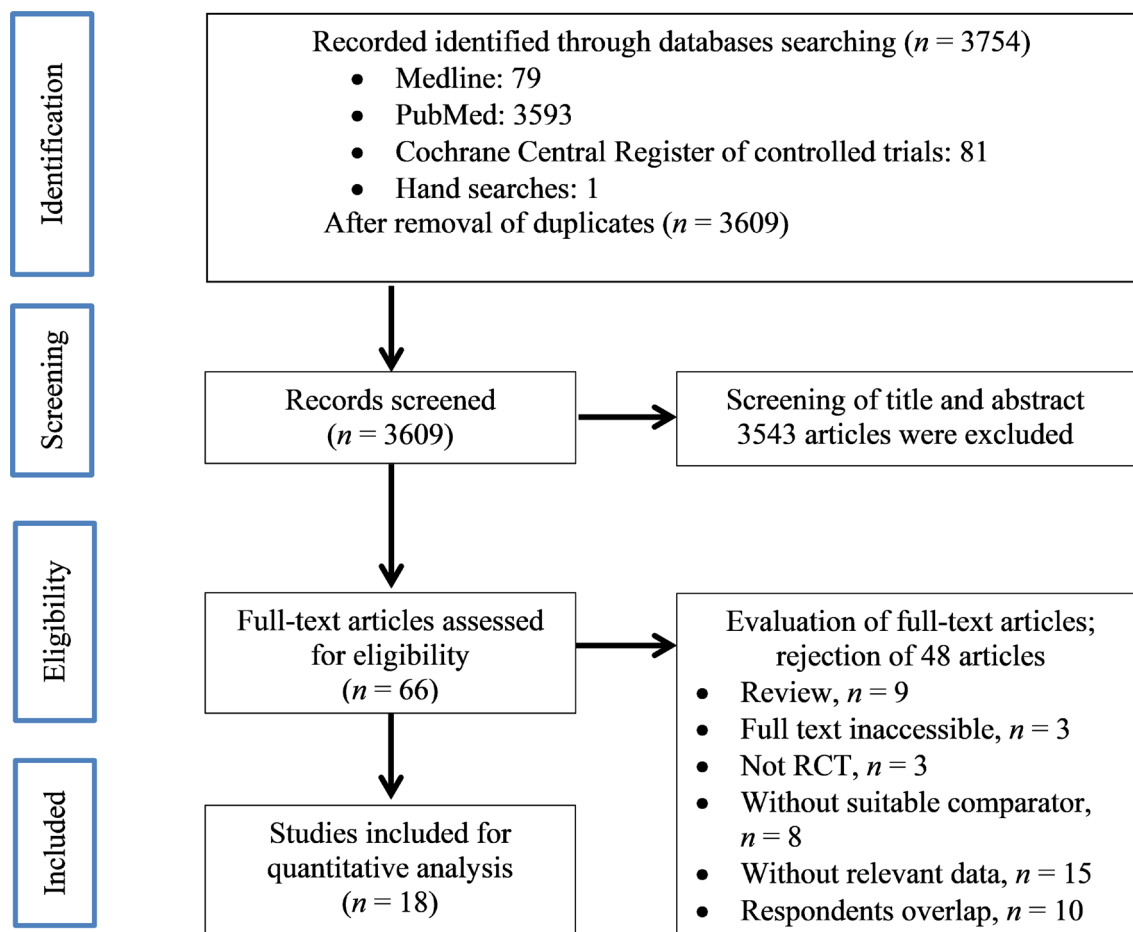 Identification
Recorded identified through databases searching (n = 3754)
• Medline: 79
• PubMed: 3593
• Cochrane Central Register of controlled trials: 81
• Hand searches: 1
After removal of duplicates (n = 3609)
Screening
Records screened
(n = 3609)
Screening of title and abstract
3543 articles were excluded
Eligibility
Full-text articles assessed
for eligibility
(n = 66)
Evaluation of full-text articles;
rejection of 48 articles
• Review, n = 9
• Full text inaccessible, n = 3
• Not RCT, n = 3
• Without suitable comparator,
n = 8
• Without relevant data, n = 15
• Respondents overlap, n = 10
Included
Studies included for
quantitative analysis
(n = 18)